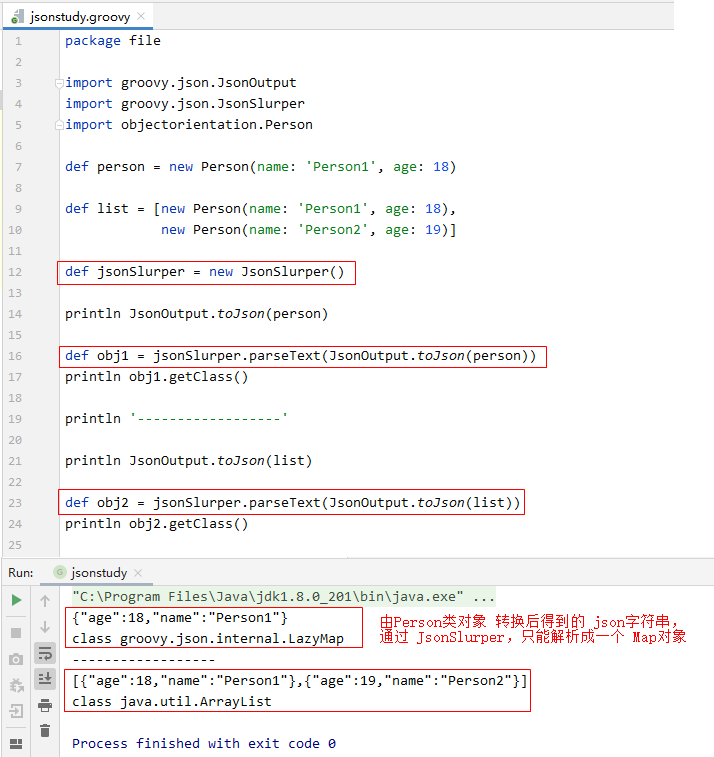 jsonstudy.groovy
1 package file
2
3 import groovy.json.JsonOutput
4 import groovy.json.JsonSlurper
5 import objectorientation.Person
6
7 def person = new Person(name: 'Person1', age: 18)
8
9 def list = [new Person(name: 'Person1', age: 18),
10 new Person(name: 'Person2', age: 19)]
11
12 def jsonSlurper = new JsonSlurper()
13
14 println JsonOutput.toJson(person)
15
16 def obj1 = jsonSlurper.parseText(JsonOutput.toJson(person))
17 println obj1.getClass()
18
19 println '------------------'
20
21 println JsonOutput.toJson(list)
22
23 def obj2 = jsonSlurper.parseText(JsonOutput.toJson(list))
24 println obj2.getClass()
25
Run: jsonstudy
"C:\Program Files\Java\jdk1.8.0_201\bin\java.exe" ...
{"age":18,"name":"Person1"}
class groovy.json.internal.LazyMap
由Person类对象 转换后得到的 json字符串，
通过 JsonSlurper，只能解析成一个 Map对象
------------------
[{"age":18,"name":"Person1"},{"age":19,"name":"Person2"}]
class java.util.ArrayList
Process finished with exit code 0